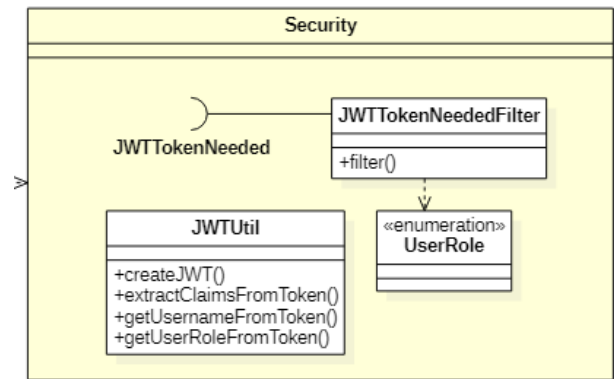 Security
JWTTokenNeededFilter
JWTTokenNeeded
+filter()
JWTUtil
+createJWT()
+extractClaimsFromToken()
+getUsernameFromToken()
+getUserRoleFromToken()
«enumeration»
UserRole